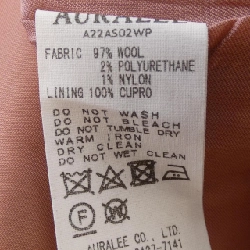 AURALEE
A22AS02WP
FABRIC 97% WOOL
2% POLYURETHANE
1% NYLON
LINING 100% CUPRO
DO NOT WASH
DO NOT BLEACH
DO NOT TUMBLE DRY
WARM IRON
DRY CLEAN
DO NOT WET CLEAN
F W
AURALEE CO., LTD.